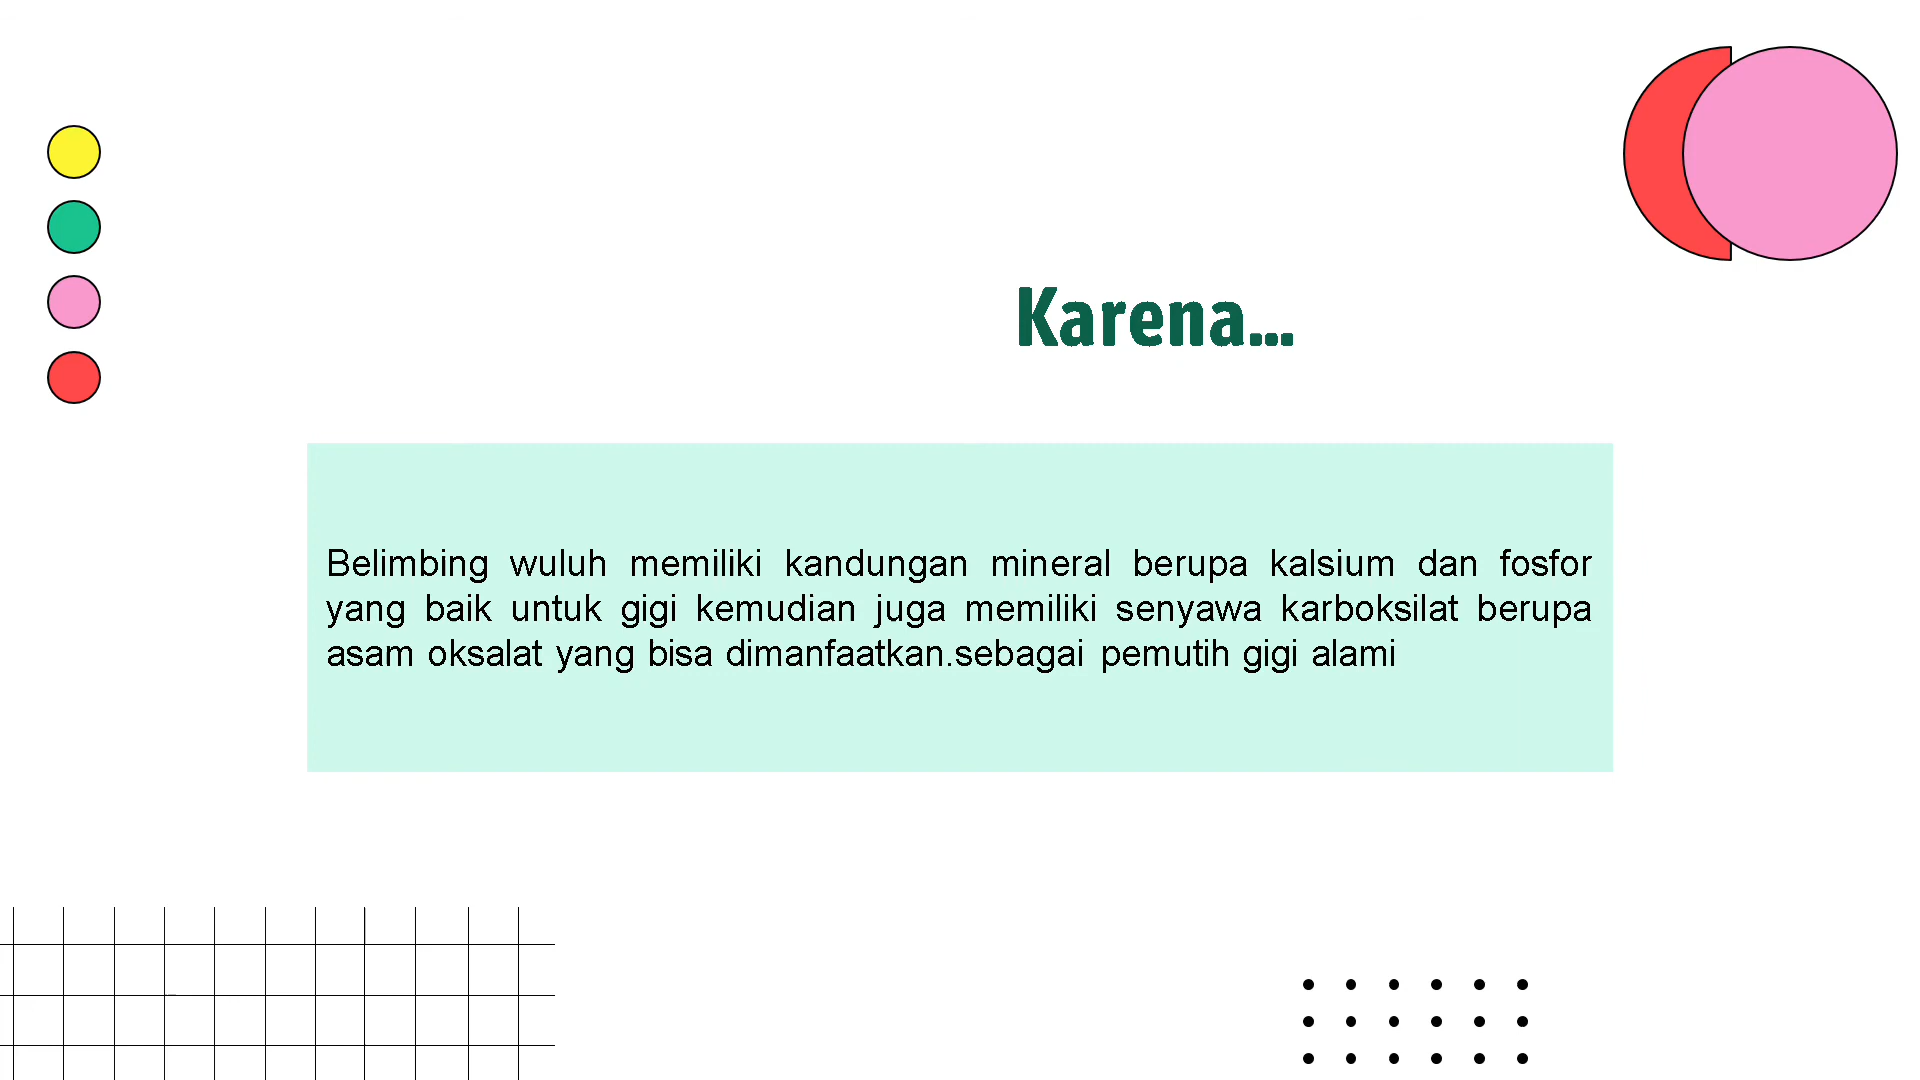 Karena...
Belimbing wuluh memiliki kandungan mineral berupa kalsium dan fosfor
yang baik untuk gigi kemudian juga memiliki senyawa karboksilat berupa
asam oksalat yang bisa dimanfaatkan.sebagai pemutih gigi alami